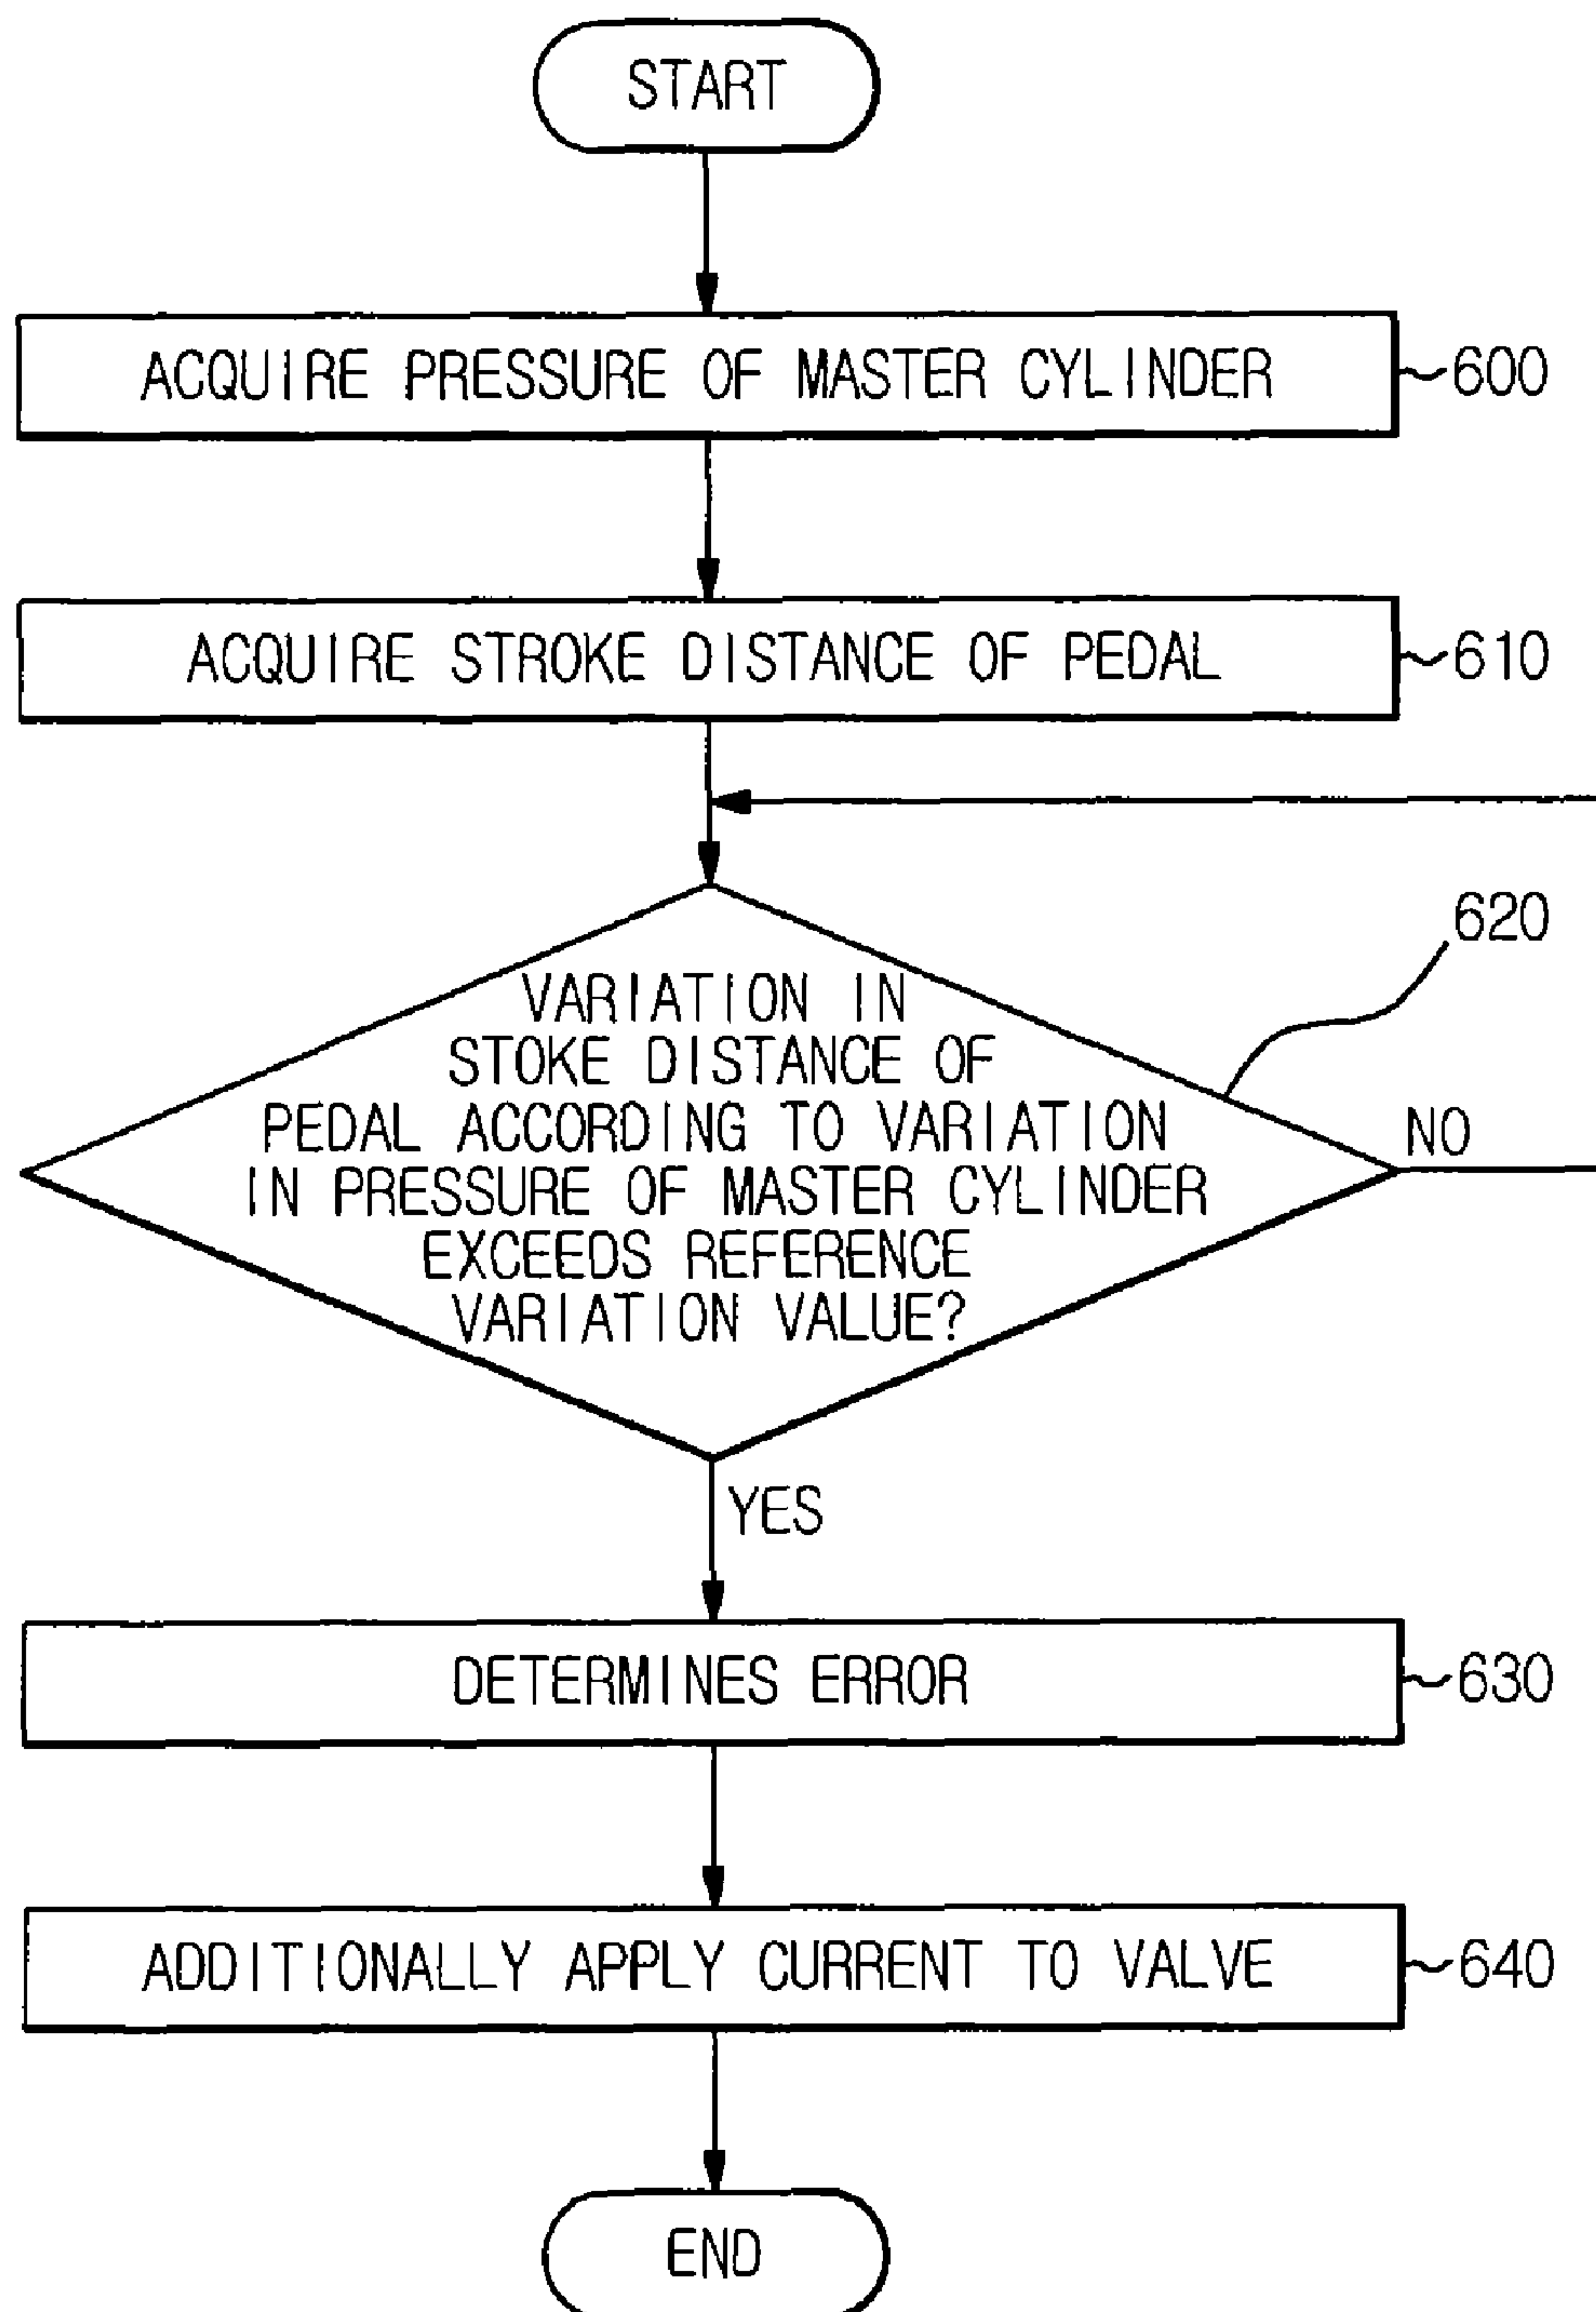 START
ACQUIRE PRESSURE OF MASTER CYLINDER
600
ACQUIRE STROKE DISTANCE OF PEDAL
610
620
VARIATION IN
STOKE DISTANCE OF
PEDAL ACCORDING TO VARIATION
IN PRESSURE OF MASTER CYLINDER
EXCEEDS REFERENCE
VARIATION VALUE?
NO
YES
DETERMINES ERROR
630
ADDITIONALLY APPLY CURRENT TO VALVE
640
END